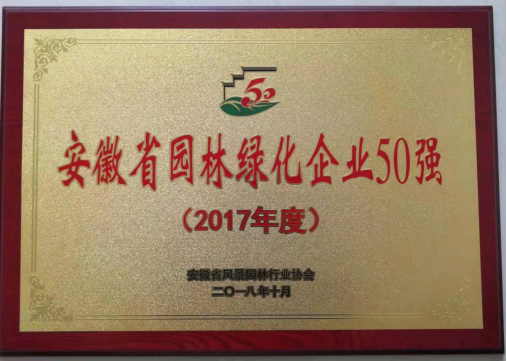 50
安徽省园林绿化企业50强
（2017年度）
安徽省风景园林行业协会
二〇一八年十月